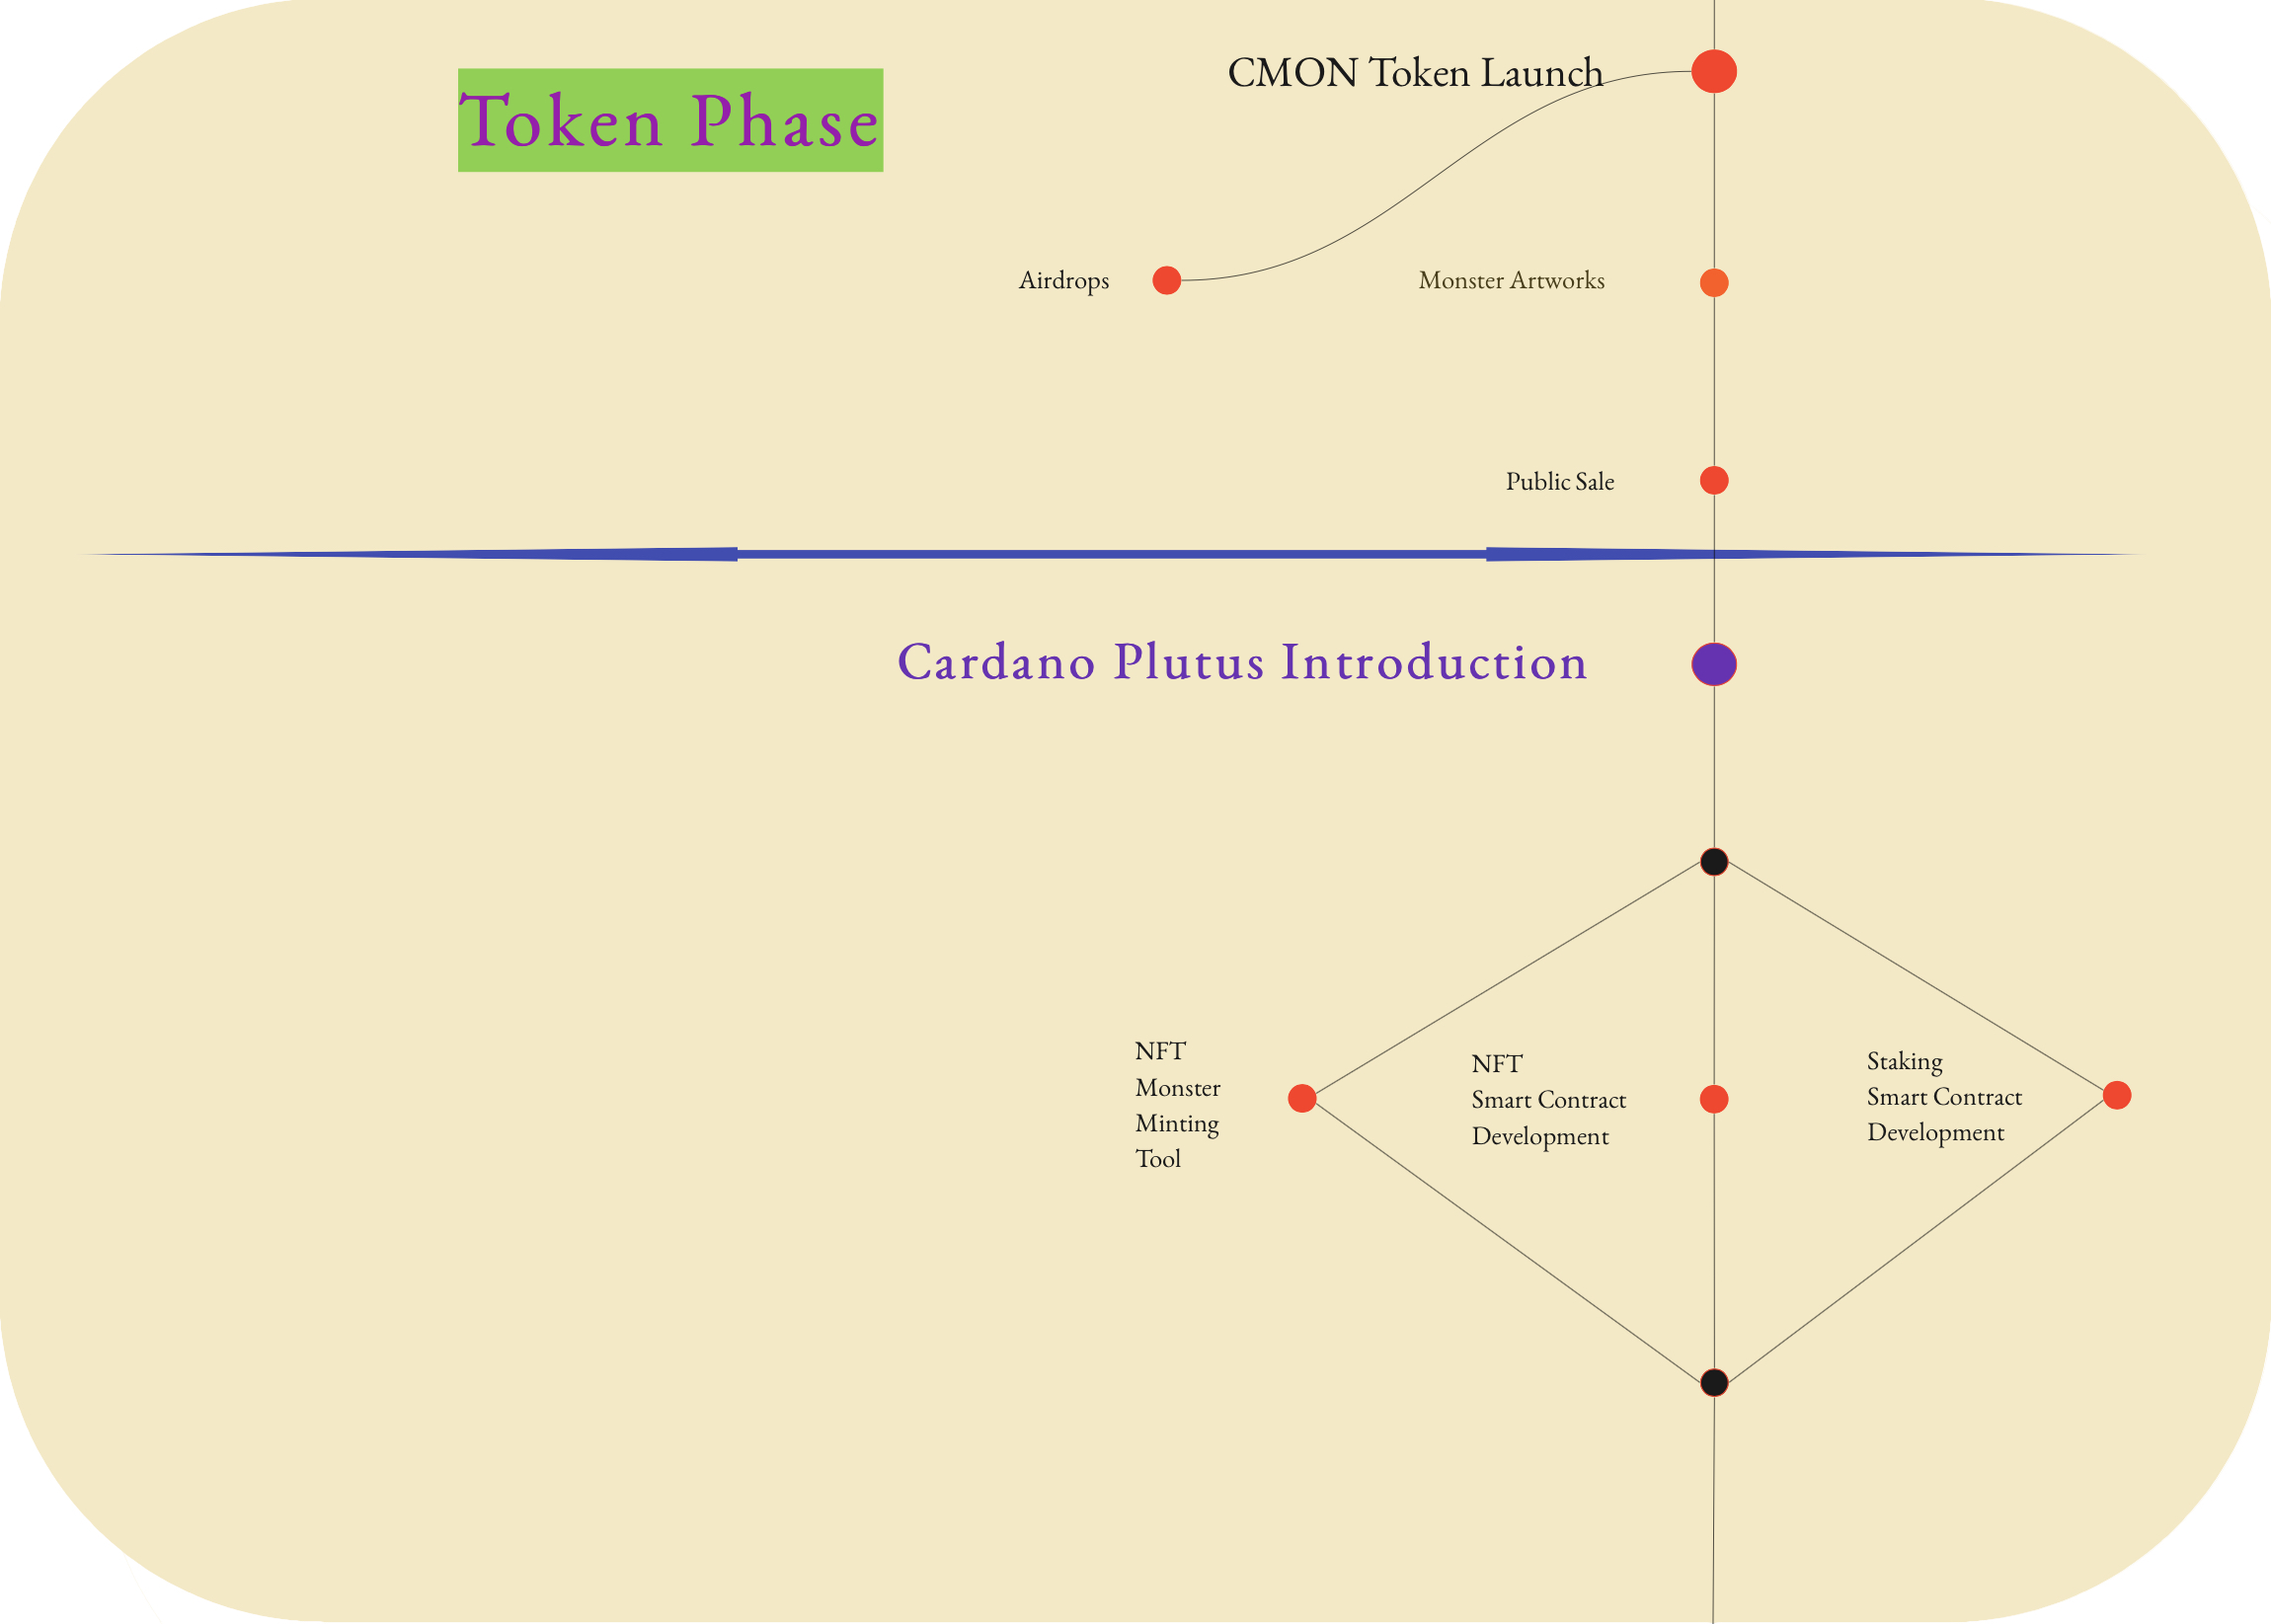 Token Phase
CMON Token Launch
Airdrops
Monster Artworks
Public Sale
Cardano Plutus Introduction
NFT
Monster
Minting
Tool
NFT
Smart Contract
Development
Staking
Smart Contract
Development